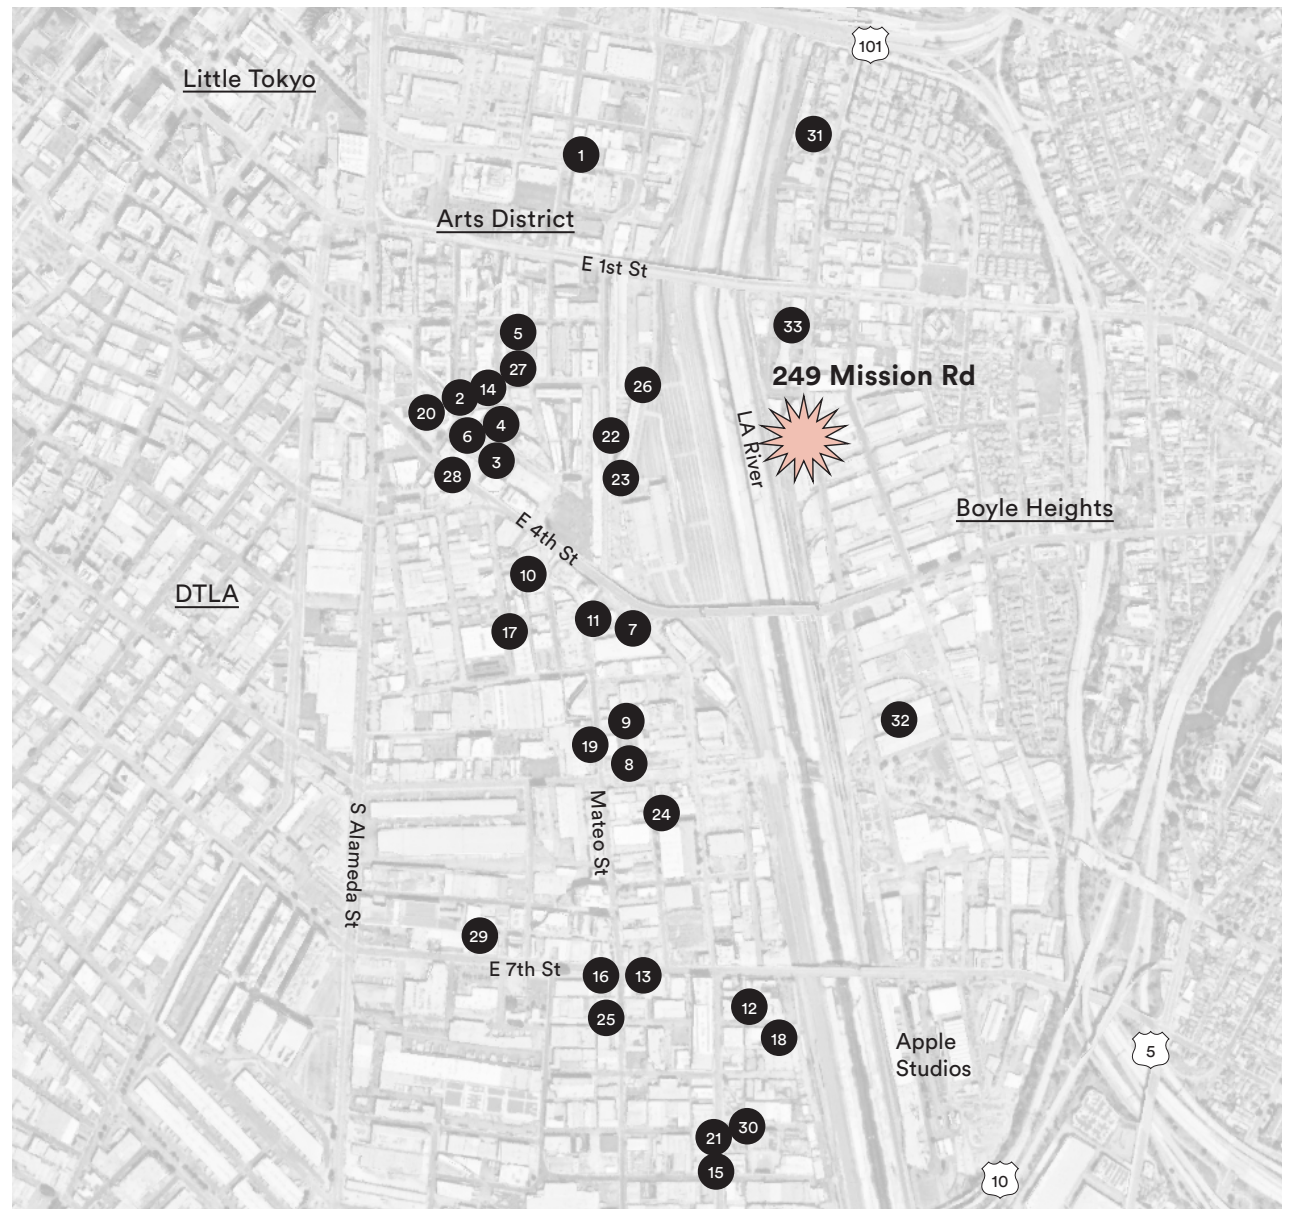 101
Little Tokyo
31
1
Arts District
E 1st St
33
5
27
249 Mission Rd
26
14
2
20
4
6
22
LA River
3
28
23
Boyle Heights
E 4th St
10
DTLA
11
7
17
9
32
19
8
Mateo St
24
S Alameda St
29
E 7th St
16
13
12
25
18
Apple
Studios
5
30
21
15
10